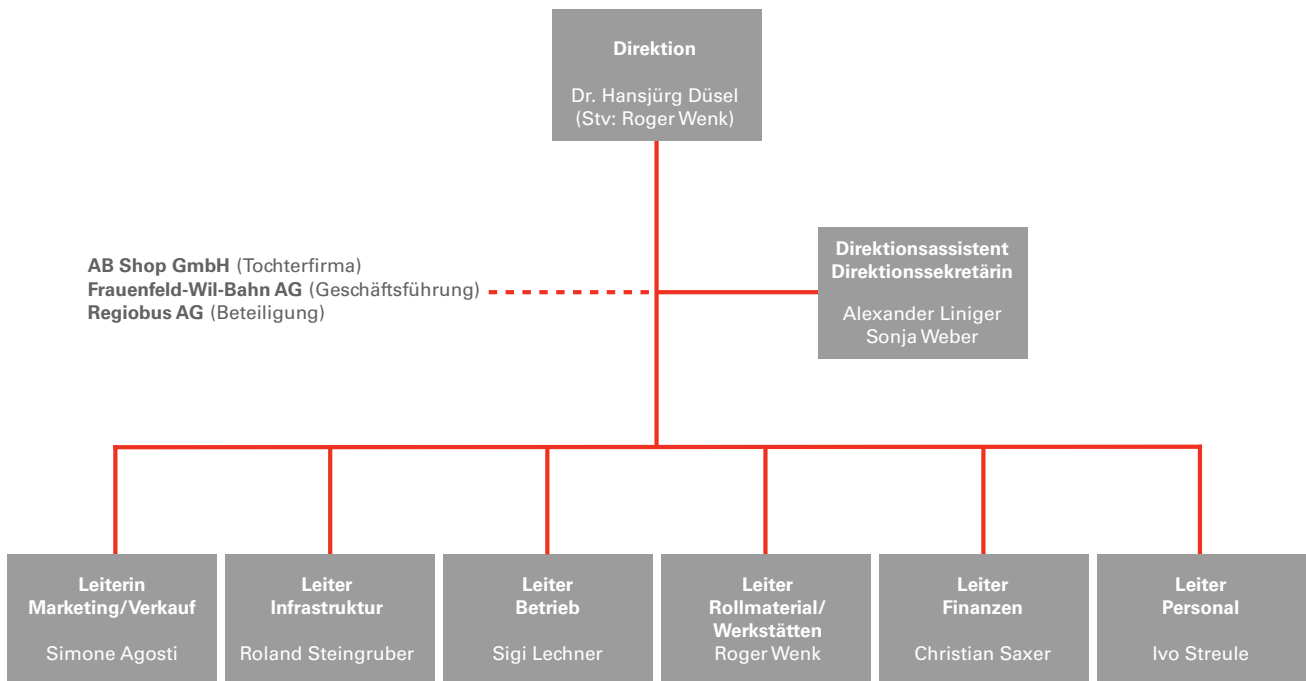 Direktion
Dr. Hansjürg Düsel
(Stv: Roger Wenk)
AB Shop GmbH (Tochterfirma)
Frauenfeld-Wil-Bahn AG (Geschäftsführung)
Regiobus AG (Beteiligung)
Direktionsassistent
Direktionssekretärin
Alexander Liniger
Sonja Weber
Leiterin
Marketing/Verkauf
Simone Agosti
Leiter
Infrastruktur
Roland Steingruber
Leiter
Betrieb
Sigi Lechner
Leiter
Rollmaterial/
Werkstätten
Roger Wenk
Leiter
Finanzen
Christian Saxer
Leiter
Personal
Ivo Streule